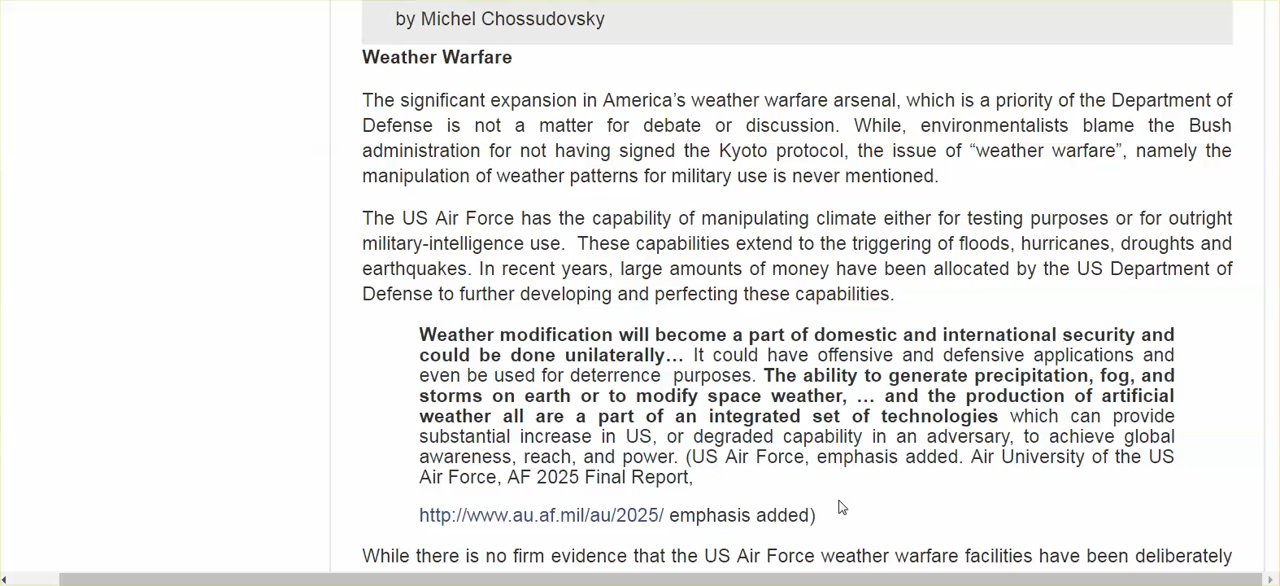 by Michel Chossudovsky
Weather Warfare
The significant expansion in America’s weather warfare arsenal, which is a priority of the Department of
Defense is not a matter for debate or discussion. While, environmentalists blame the Bush
administration for not having signed the Kyoto protocol, the issue of “weather warfare”, namely the
manipulation of weather patterns for military use is never mentioned.
The US Air Force has the capability of manipulating climate either for testing purposes or for outright
military-intelligence use.  These capabilities extend to the triggering of floods, hurricanes, droughts and
earthquakes. In recent years, large amounts of money have been allocated by the US Department of
Defense to further developing and perfecting these capabilities.
Weather modification will become a part of domestic and international security and
could be done unilaterally… It could have offensive and defensive applications and
even be used for deterrence  purposes. The ability to generate precipitation, fog, and
storms on earth or to modify space weather, … and the production of artificial
weather all are a part of an integrated set of technologies which can provide
substantial increase in US, or degraded capability in an adversary, to achieve global
awareness, reach, and power. (US Air Force, emphasis added. Air University of the US
Air Force, AF 2025 Final Report,
http://www.au.af.mil/au/2025/ emphasis added)
While there is no firm evidence that the US Air Force weather warfare facilities have been deliberately